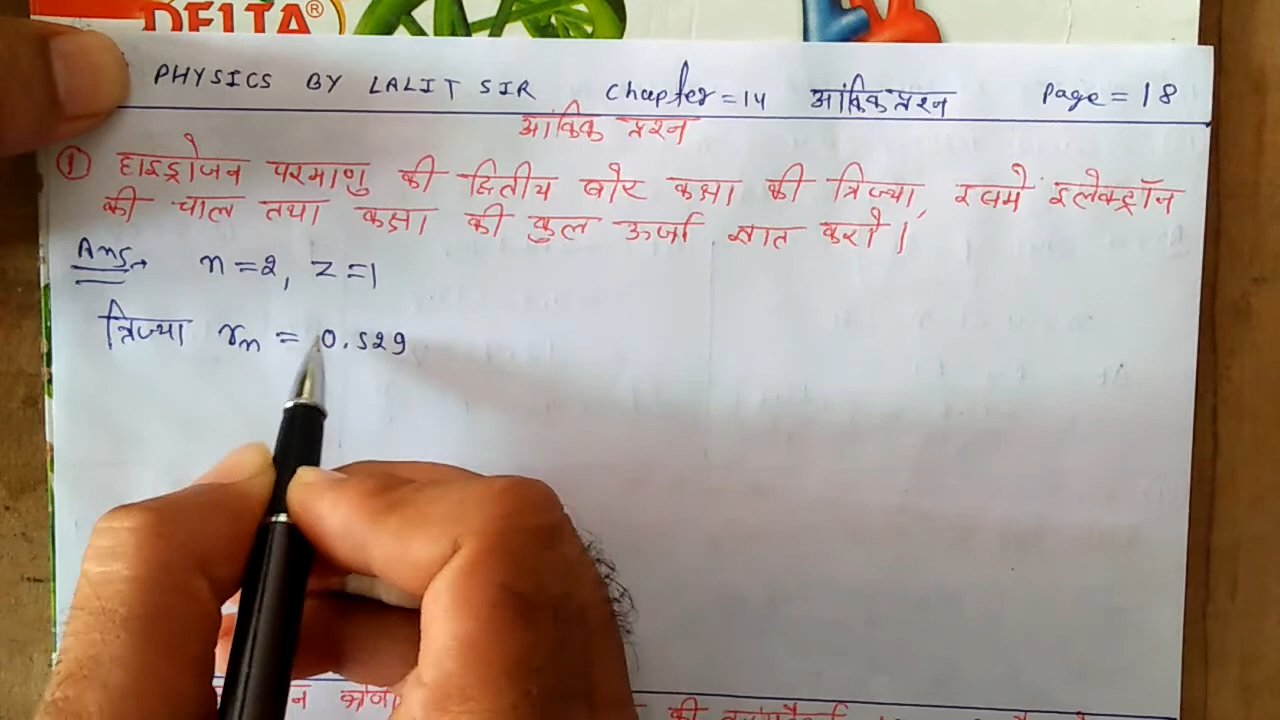 DELTA®
PHYSICS BY LALIT SIR Chapter = 14 आंकिक प्रश्न Page = 18
आंकिक प्रश्न
① हाइड्रोजन परमाणु की द्वितीय बोर कक्षा की त्रिज्या, इसमे इलेक्ट्रॉन
की चाल तथा कक्षा की कुल ऊर्जा ज्ञात करो।
Ans→ n=2, z=1
त्रिज्या rn = 0.529